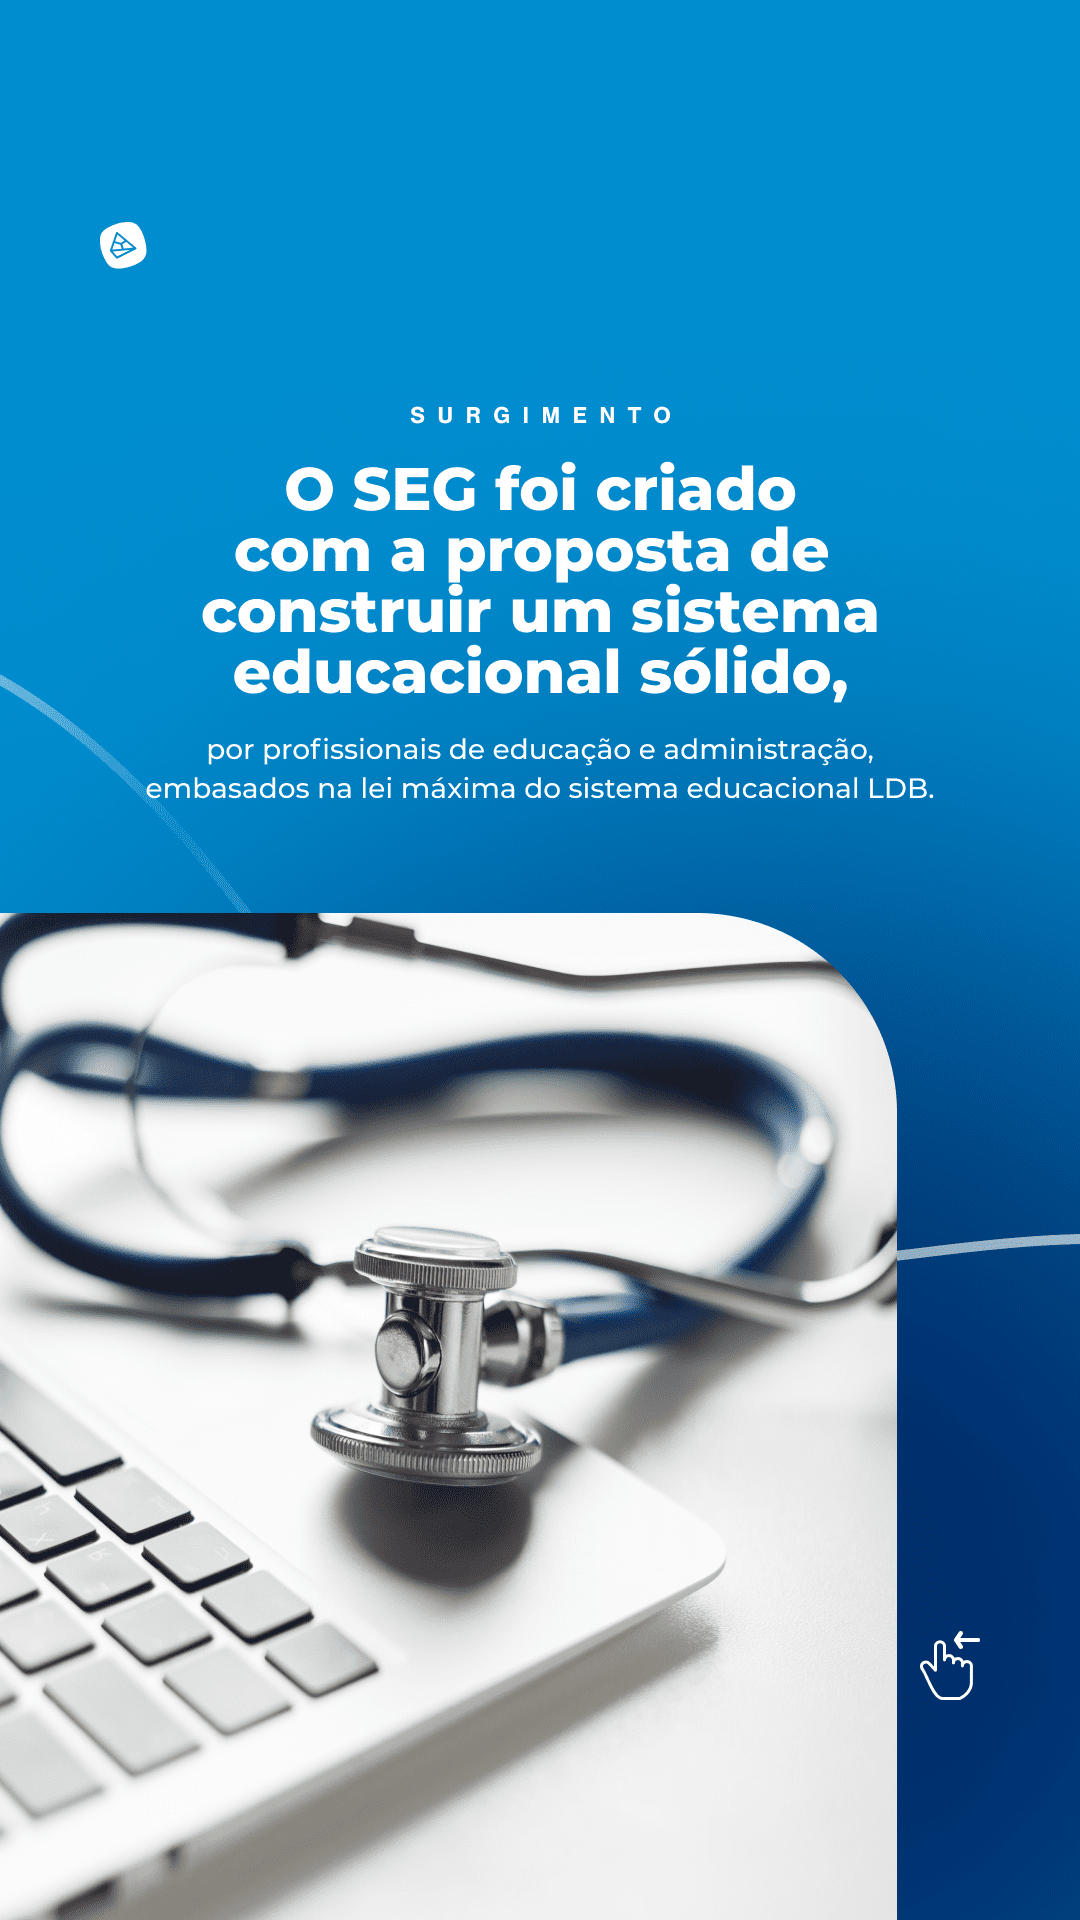 SURGIMENTO
O SEG foi criado
com a proposta de
construir um sistema
educacional sólido,
por profissionais de educação e administração,
embasados na lei máxima do sistema educacional LDB.